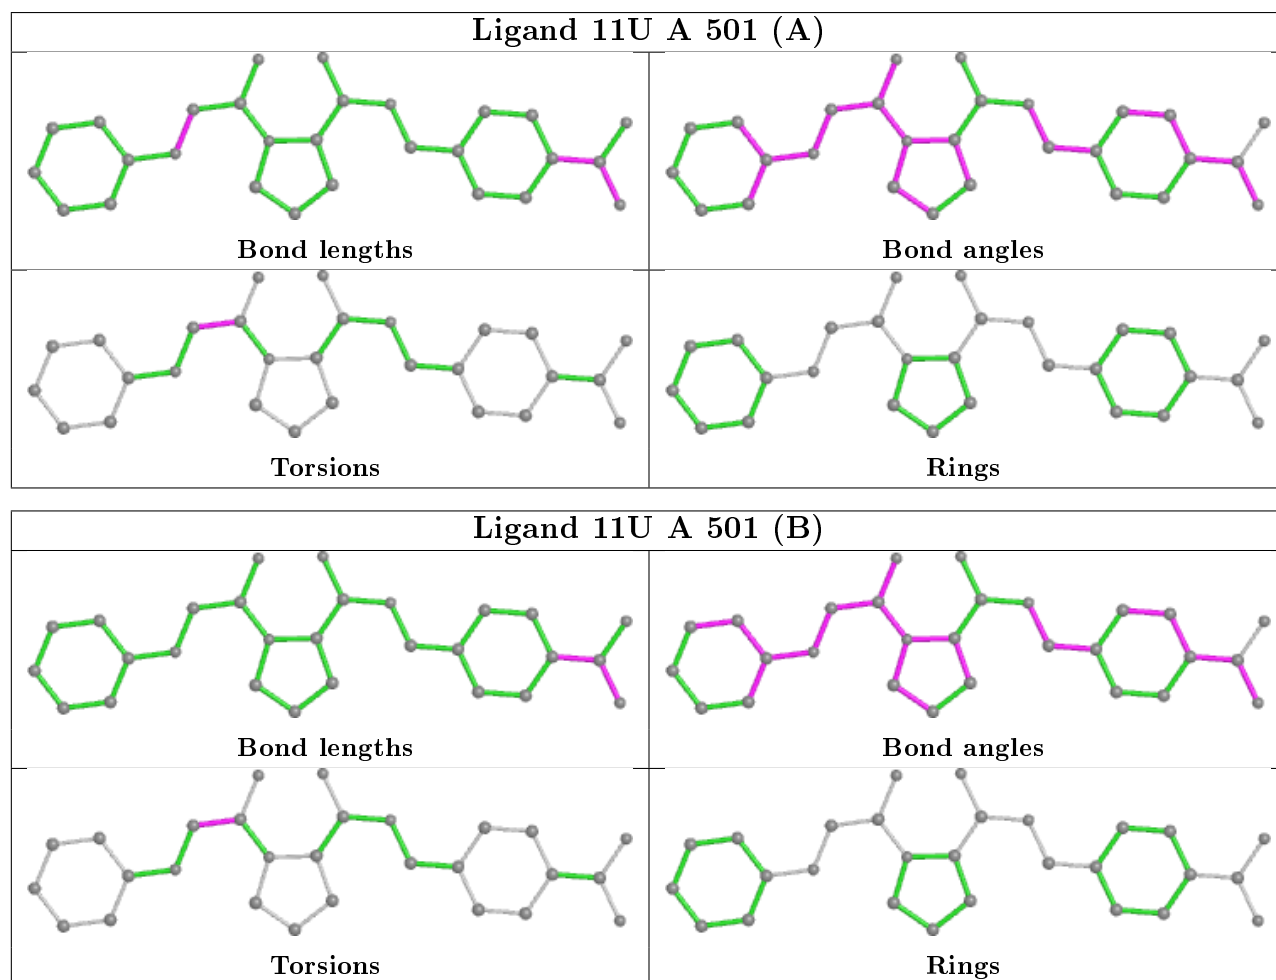 Ligand 11U A 501 (A)
Bond lengths
Bond angles
Torsions
Rings
Ligand 11U A 501 (B)
Bond lengths
Bond angles
Torsions
Rings